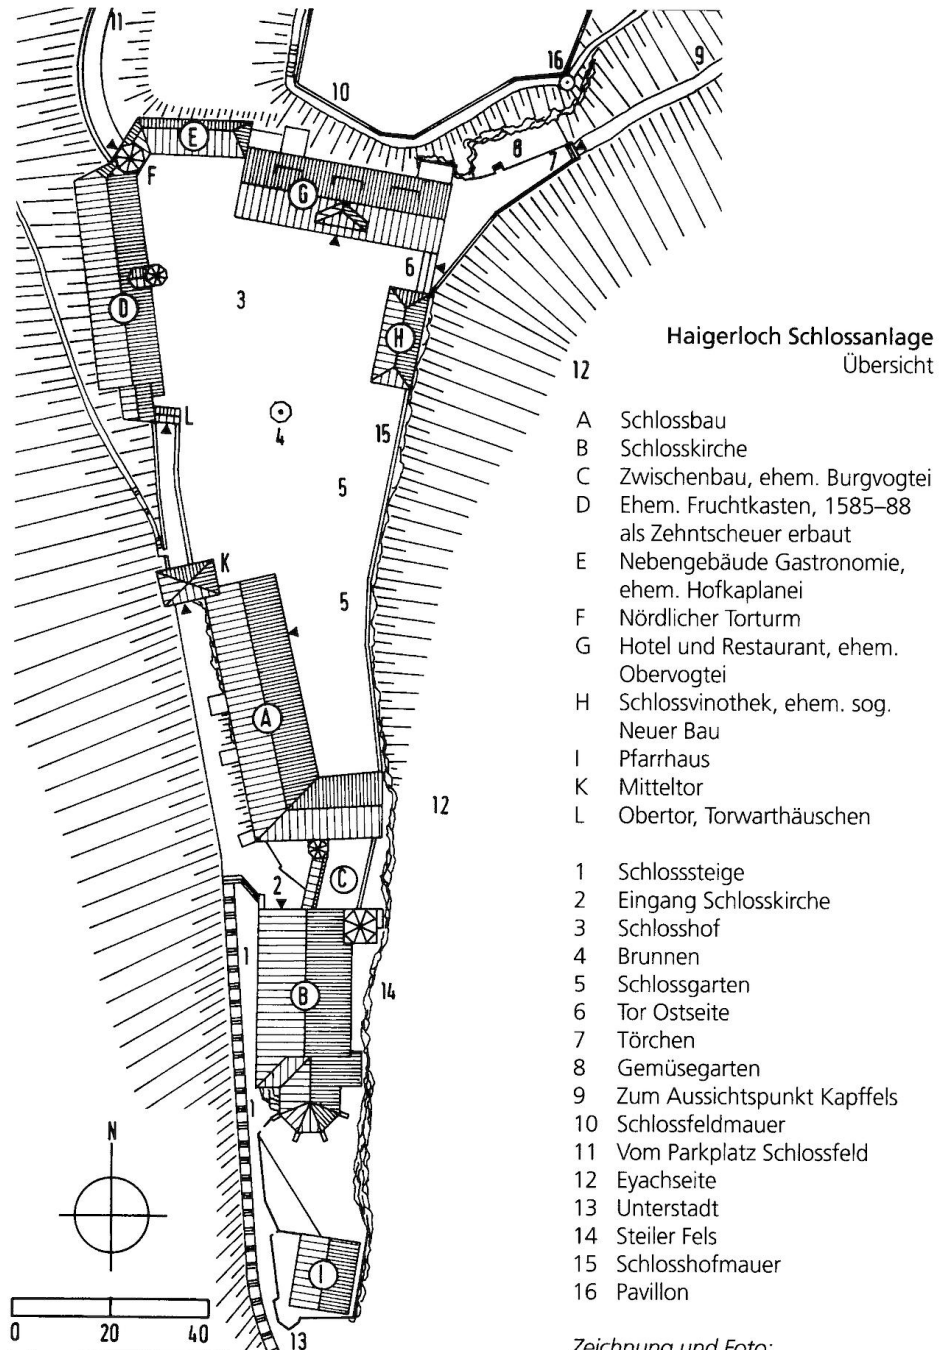 11
16
9
10
E
8
7
F
G
6
3
D
H
12
L
4
15
5
K
5
A
12
2
C
1
B
14
1
N
I
0 20 40
13
Haigerloch Schlossanlage
Übersicht
A Schlossbau
B Schlosskirche
C Zwischenbau, ehem. Burgvogtei
D Ehem. Fruchtkasten, 1585–88
als Zehntscheuer erbaut
E Nebengebäude Gastronomie,
ehem. Hofkaplanei
F Nördlicher Torturm
G Hotel und Restaurant, ehem.
Obervogtei
H Schlossvinothek, ehem. sog.
Neuer Bau
I Pfarrhaus
K Mitteltor
L Obertor, Torwarthäuschen
1 Schlosssteige
2 Eingang Schlosskirche
3 Schlosshof
4 Brunnen
5 Schlossgarten
6 Tor Ostseite
7 Törchen
8 Gemüsegarten
9 Zum Aussichtspunkt Kapffels
10 Schlossfeldmauer
11 Vom Parkplatz Schlossfeld
12 Eyachseite
13 Unterstadt
14 Steiler Fels
15 Schlosshofmauer
16 Pavillon
Zeichnung und Foto: